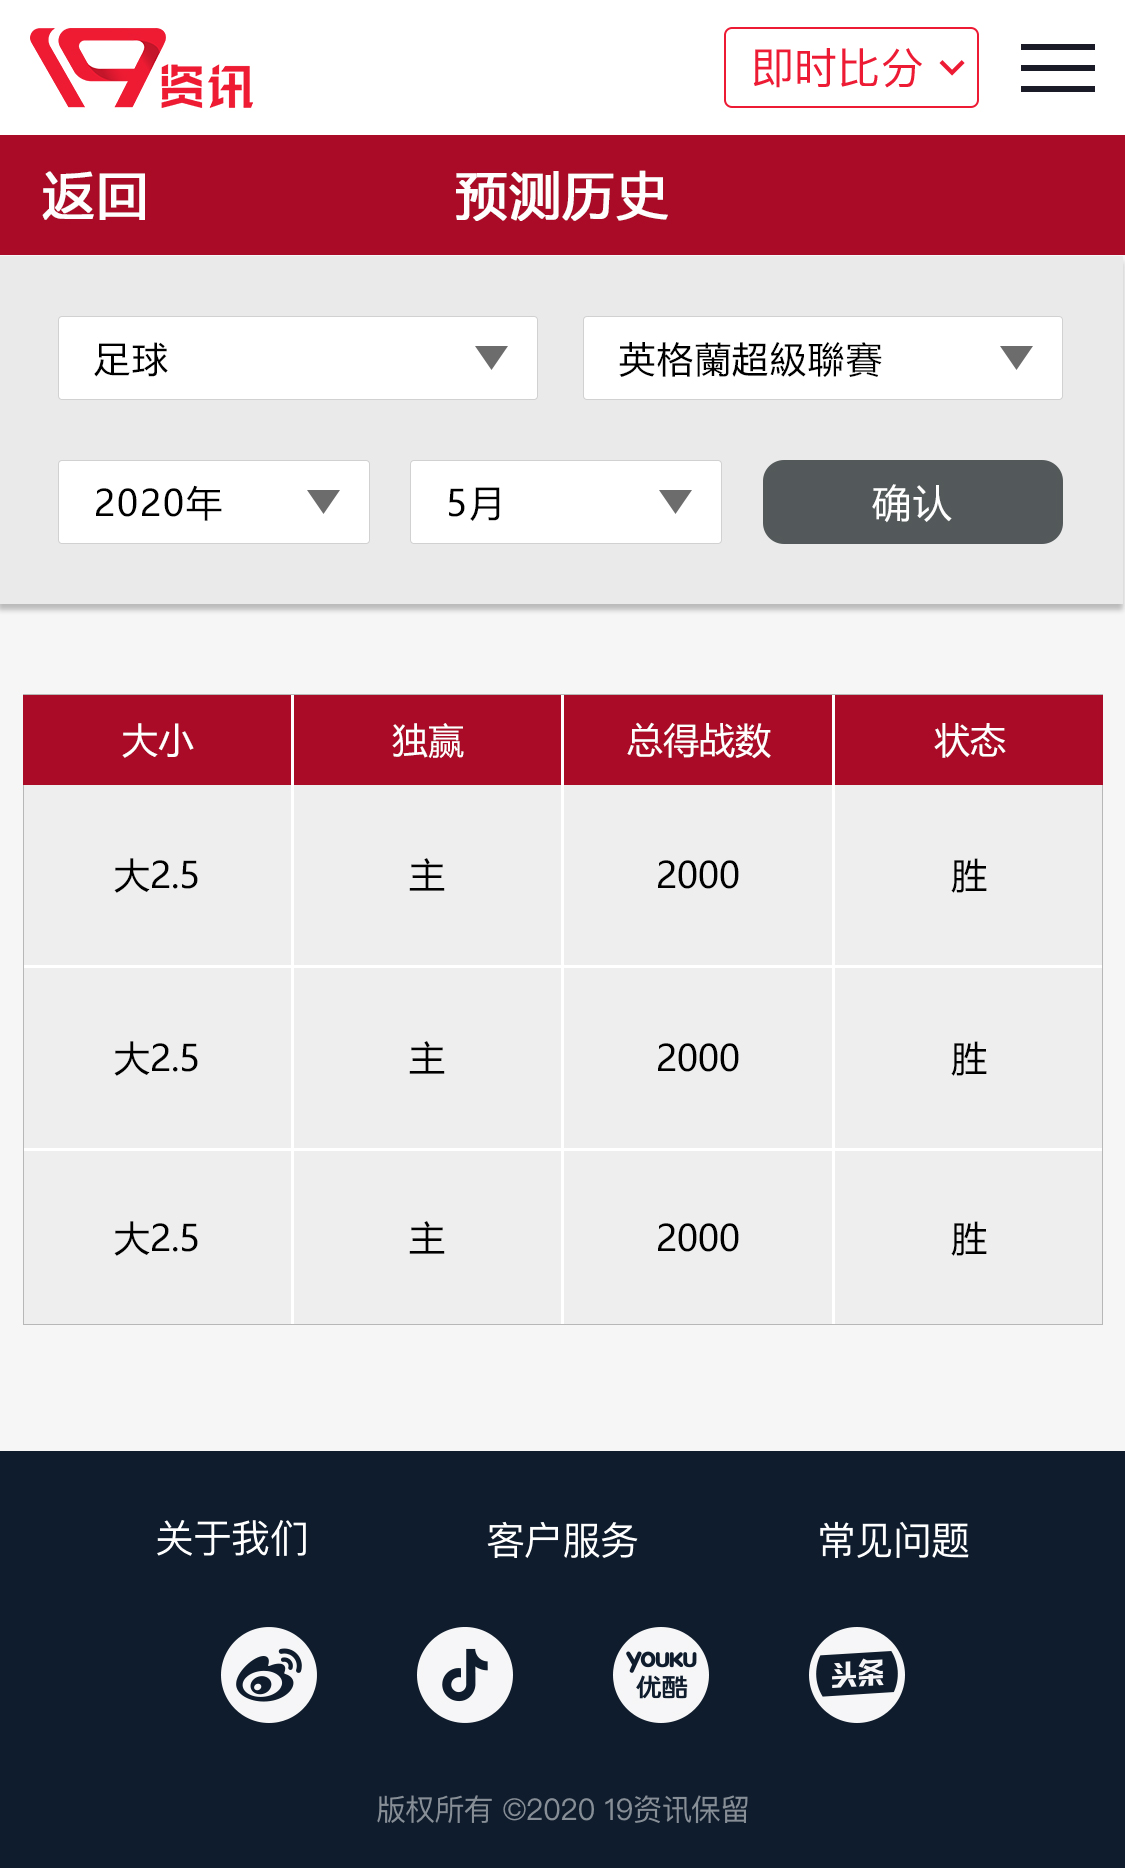 19资讯
即时比分
返回 预测历史
足球 英格蘭超級聯賽
2020年 5月 确认
大小 独赢 总得战数 状态
大2.5 主 2000 胜
大2.5 主 2000 胜
大2.5 主 2000 胜
关于我们 客户服务 常见问题
YOUKU
优酷
头条
版权所有 ©2020 19资讯保留